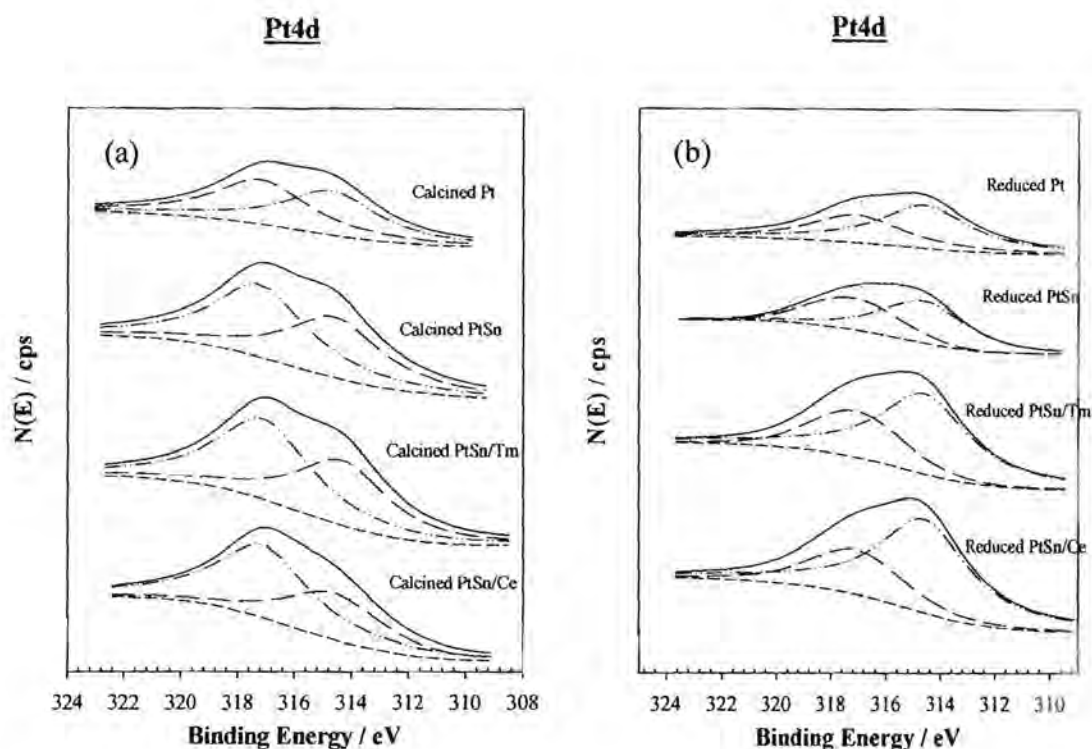 Pt4d
(a)
Calcined Pt
Calcined PtSn
Calcined PtSn/Tm
Calcined PtSn/Ce
N(E) / cps
324 322 320 318 316 314 312 310 308
Binding Energy / eV
Pt4d
(b)
Reduced Pt
Reduced PtSn
Reduced PtSn/Tm
Reduced PtSn/Ce
N(E) / cps
324 322 320 318 316 314 312 310
Binding Energy / eV